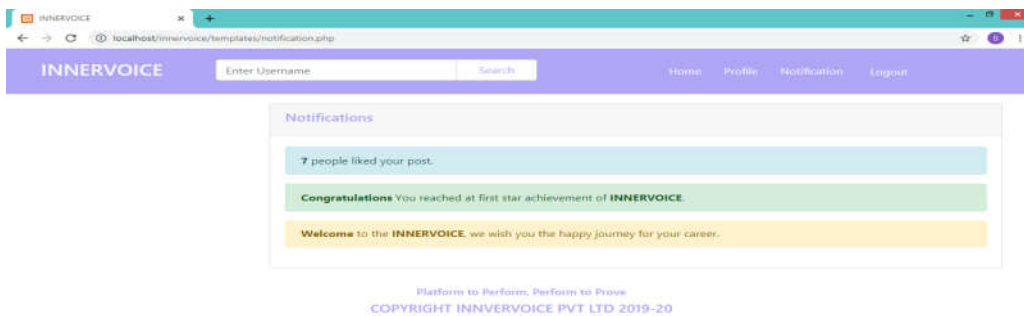 INNERVOICE
localhost/innervoice/templates/notification.php
INNERVOICE Enter Username Search Home Profile Notification Logout
Notifications
7 people liked your post.
Congratulations You reached at first star achievement of INNERVOICE.
Welcome to the INNERVOICE, we wish you the happy journey for your career.
Platform to Perform, Perform to Prove
COPYRIGHT INNVERVOICE PVT LTD 2019-20